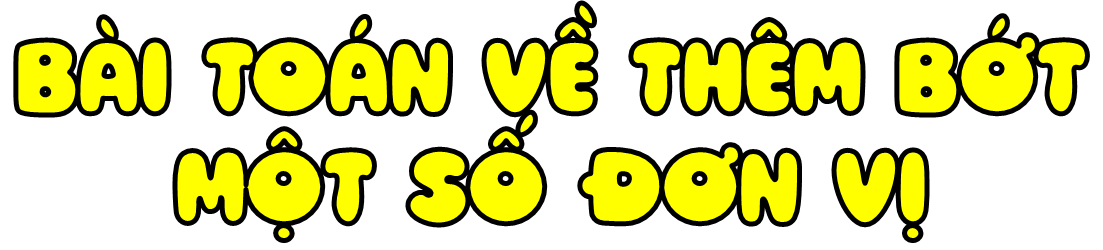 BÀI TOÁN VỀ THÊM BỚT
MỘT SỐ ĐƠN VỊ